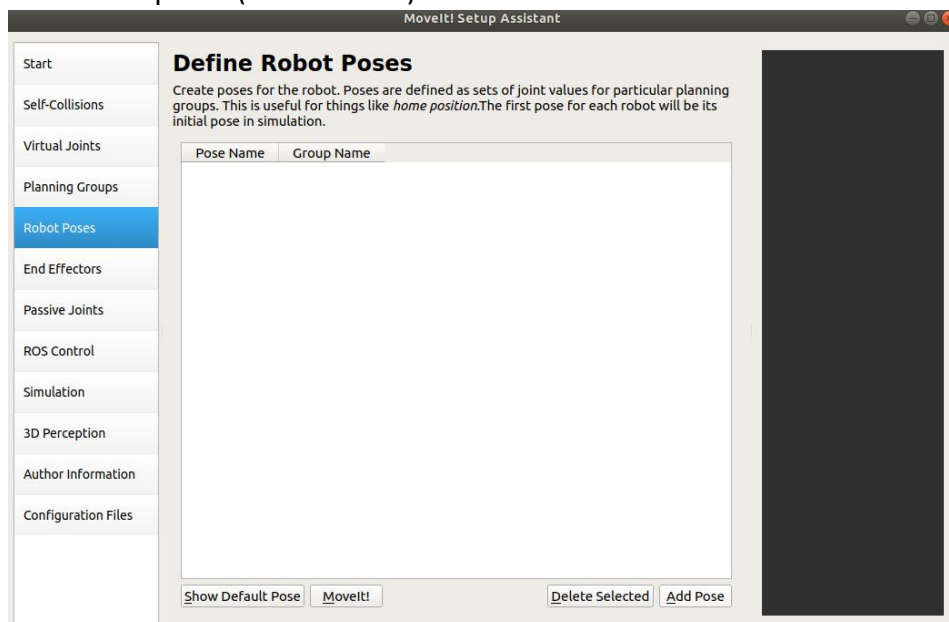 MoveIt! Setup Assistant
Start
Self-Collisions
Virtual Joints
Planning Groups
Robot Poses
End Effectors
Passive Joints
ROS Control
Simulation
3D Perception
Author Information
Configuration Files
Define Robot Poses
Create poses for the robot. Poses are defined as sets of joint values for particular planning
groups. This is useful for things like home position.The first pose for each robot will be its
initial pose in simulation.
Pose Name Group Name
Show Default Pose MoveIt! Delete Selected Add Pose